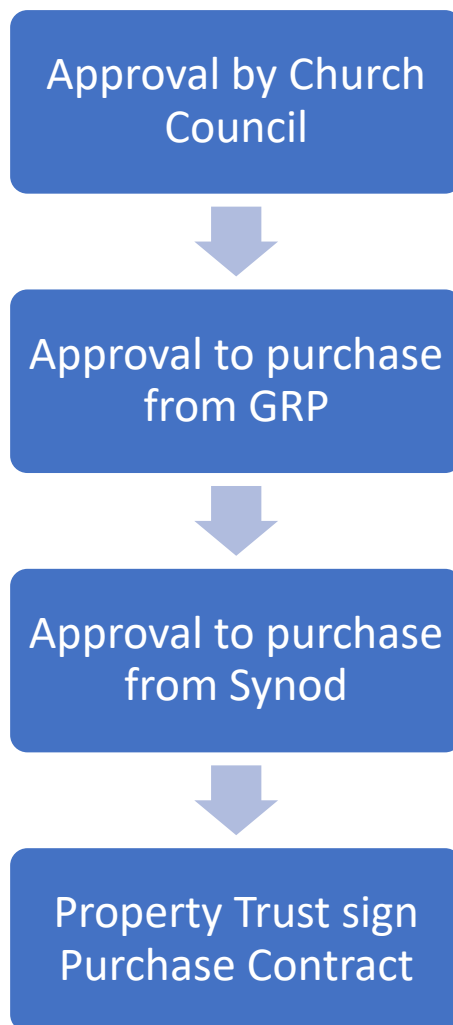 Approval by Church
Council
Approval to purchase
from GRP
Approval to purchase
from Synod
Property Trust sign
Purchase Contract